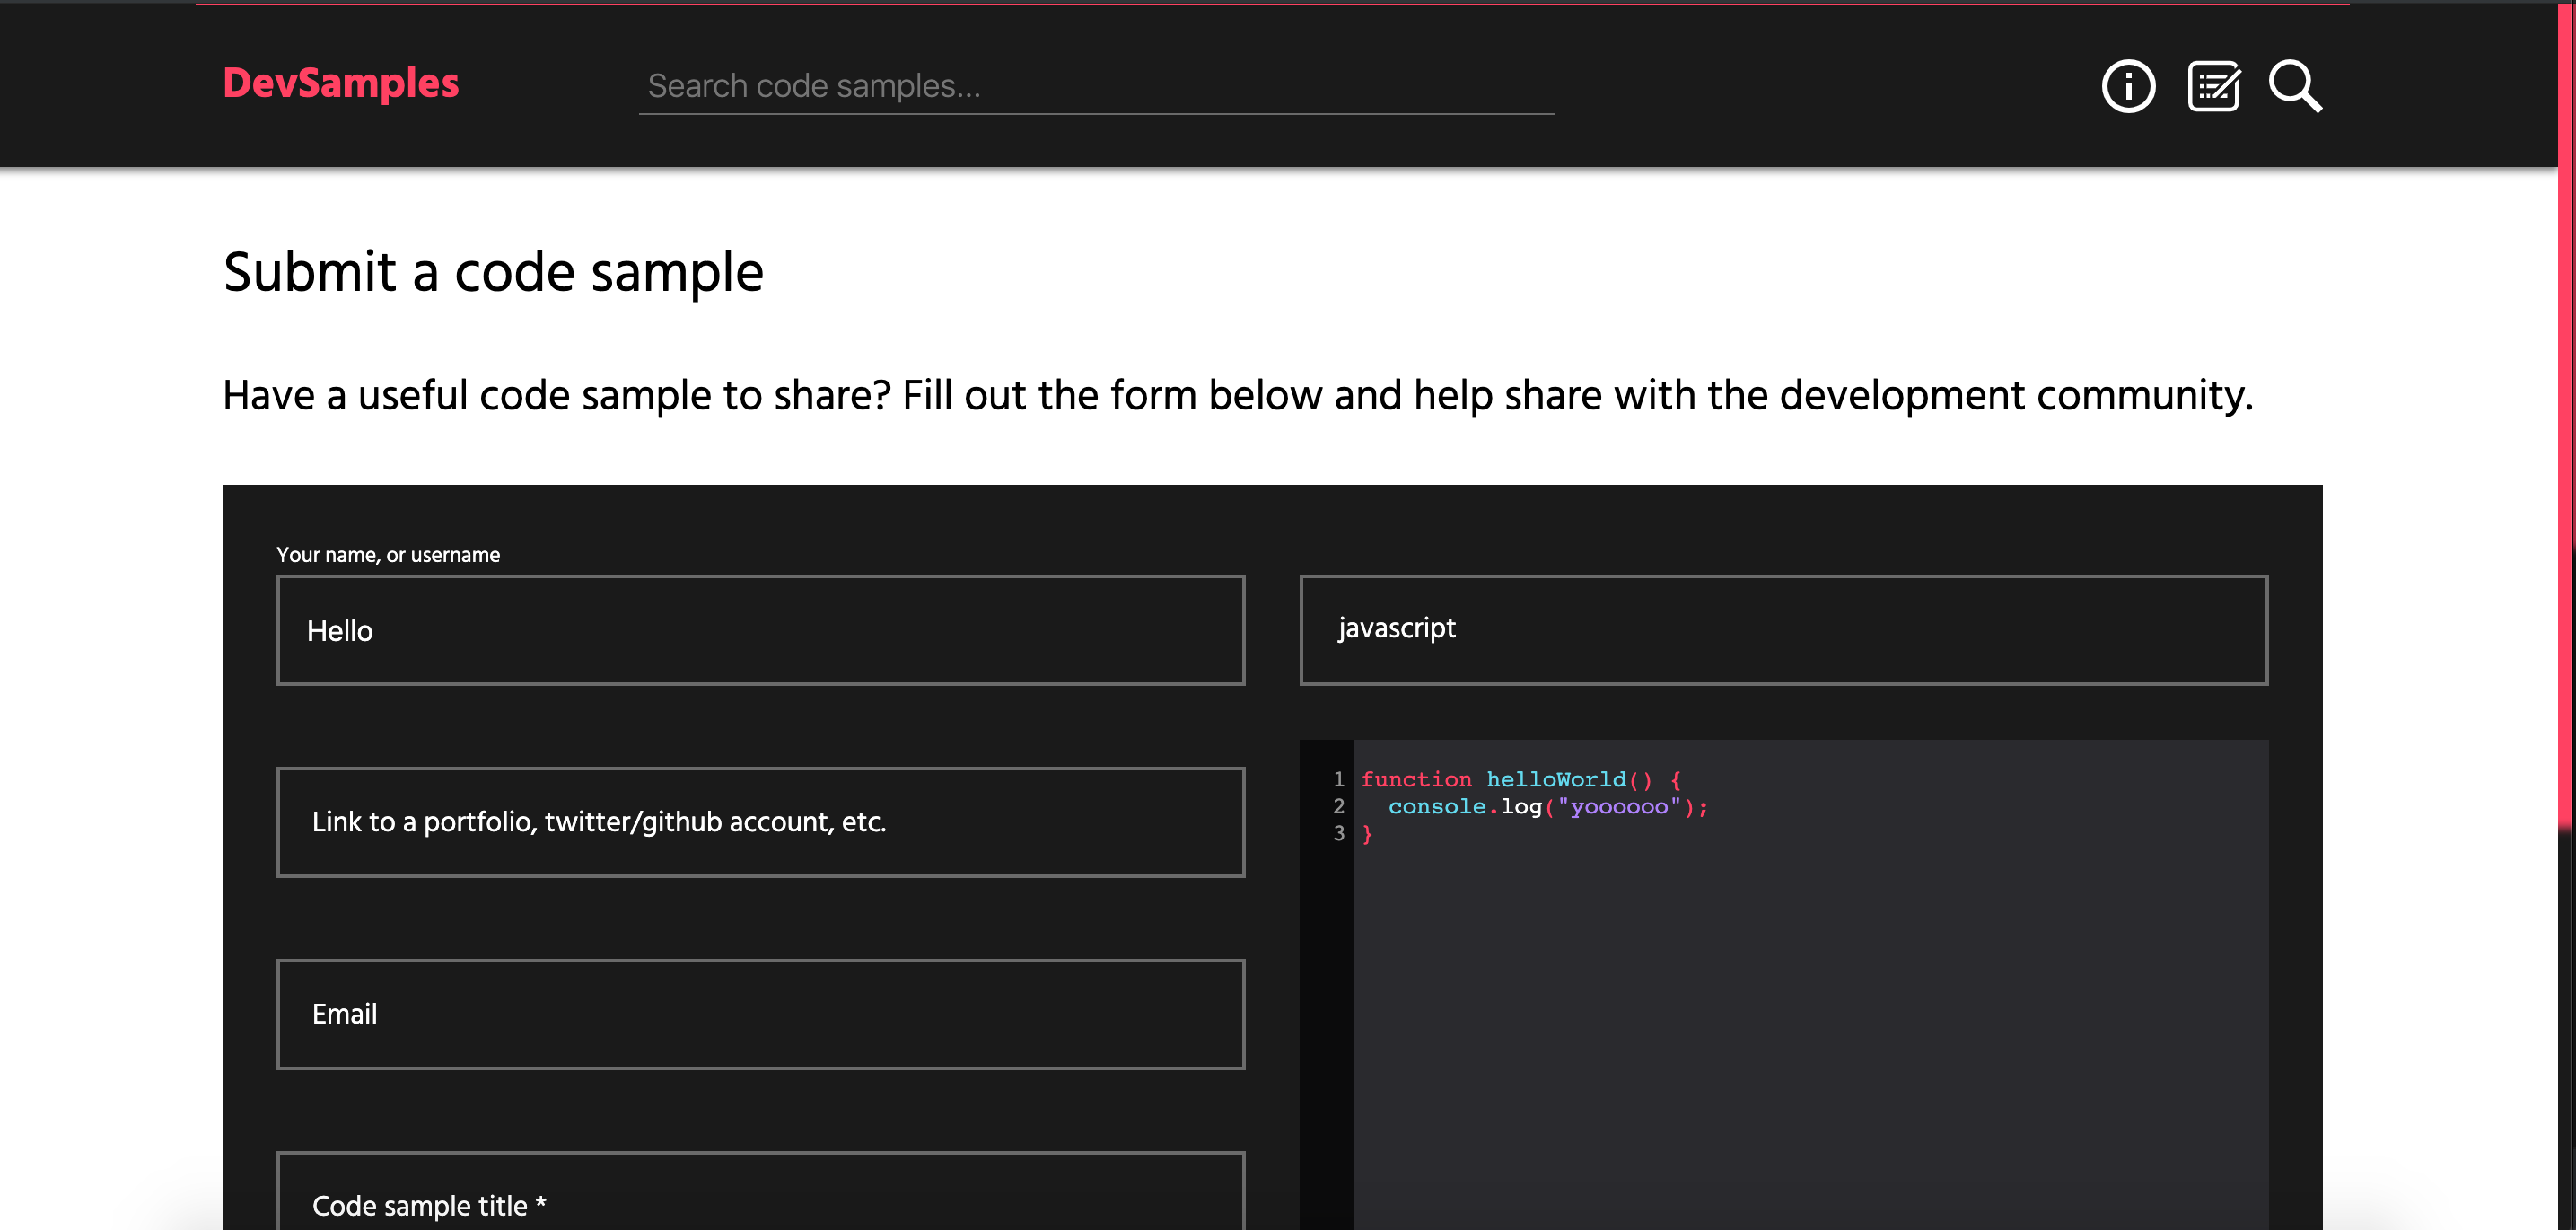 DevSamples
Search code samples...
Submit a code sample
Have a useful code sample to share? Fill out the form below and help share with the development community.
Your name, or username
Hello
Link to a portfolio, twitter/github account, etc.
Email
Code sample title *
javascript
1 function helloWorld() {
2   console.log("yoooooo");
3 }